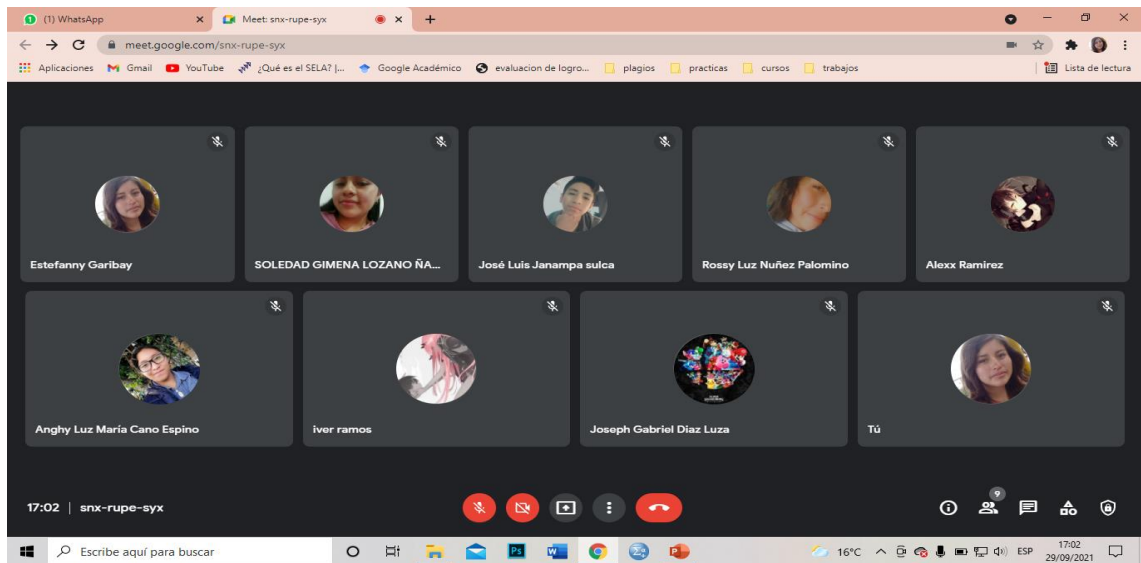 (1) WhatsApp
Meet: snx-rupe-syx
meet.google.com/snx-rupe-syx
Aplicaciones Gmail YouTube ¿Qué es el SELA? |... Google Académico evaluacion de logro... plagios practicas cursos trabajos Lista de lectura
Estefanny Garibay
SOLEDAD GIMENA LOZANO ÑA...
José Luis Janampa sulca
Rossy Luz Nuñez Palomino
Alexx Ramirez
Anghy Luz María Cano Espino
iver ramos
Joseph Gabriel Diaz Luza
Tú
17:02 | snx-rupe-syx
9
Escribe aquí para buscar
Ps
16°C
ESP
17:02
29/09/2021